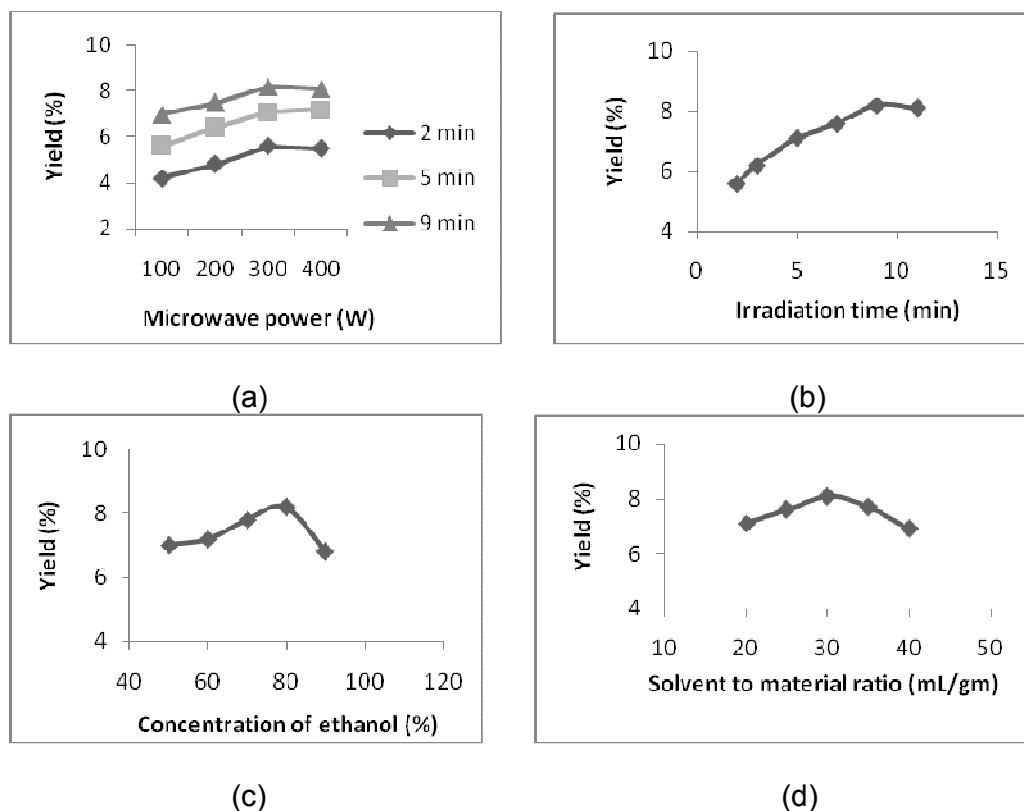 10
8
6
4
2
Yield (%)
100 200 300 400
Microwave power (W)
2 min
5 min
9 min
(a)
10
8
6
4
Yield (%)
0 5 10 15
Irradiation time (min)
(b)
10
8
6
4
Yield (%)
40 60 80 100 120
Concentration of ethanol (%)
(c)
10
8
6
4
Yield (%)
10 20 30 40 50
Solvent to material ratio (mL/gm)
(d)